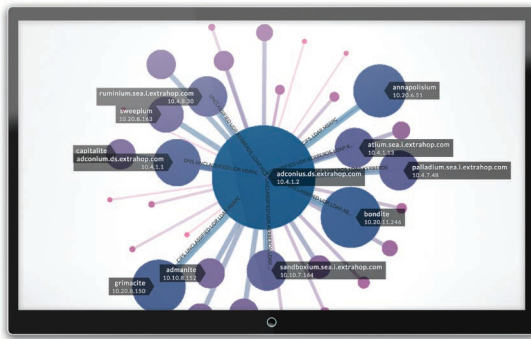 annapolisium
10.20.6.31
ruminium.sea.i.extrahop.com
10.4.8.30
sweepium
10.20.8.163
atium.sea.i.extrahop.com
10.4.1.13
capitalite
adconium.ds.extrahop.com
10.4.1.1
palladium.sea.i.extrahop.com
10.4.7.48
adconius.ds.extrahop.com
10.4.1.2
bondite
10.20.11.246
sandboxium.sea.i.extrahop.com
10.10.7.164
admanite
10.10.8.152
grimacite
10.20.8.150